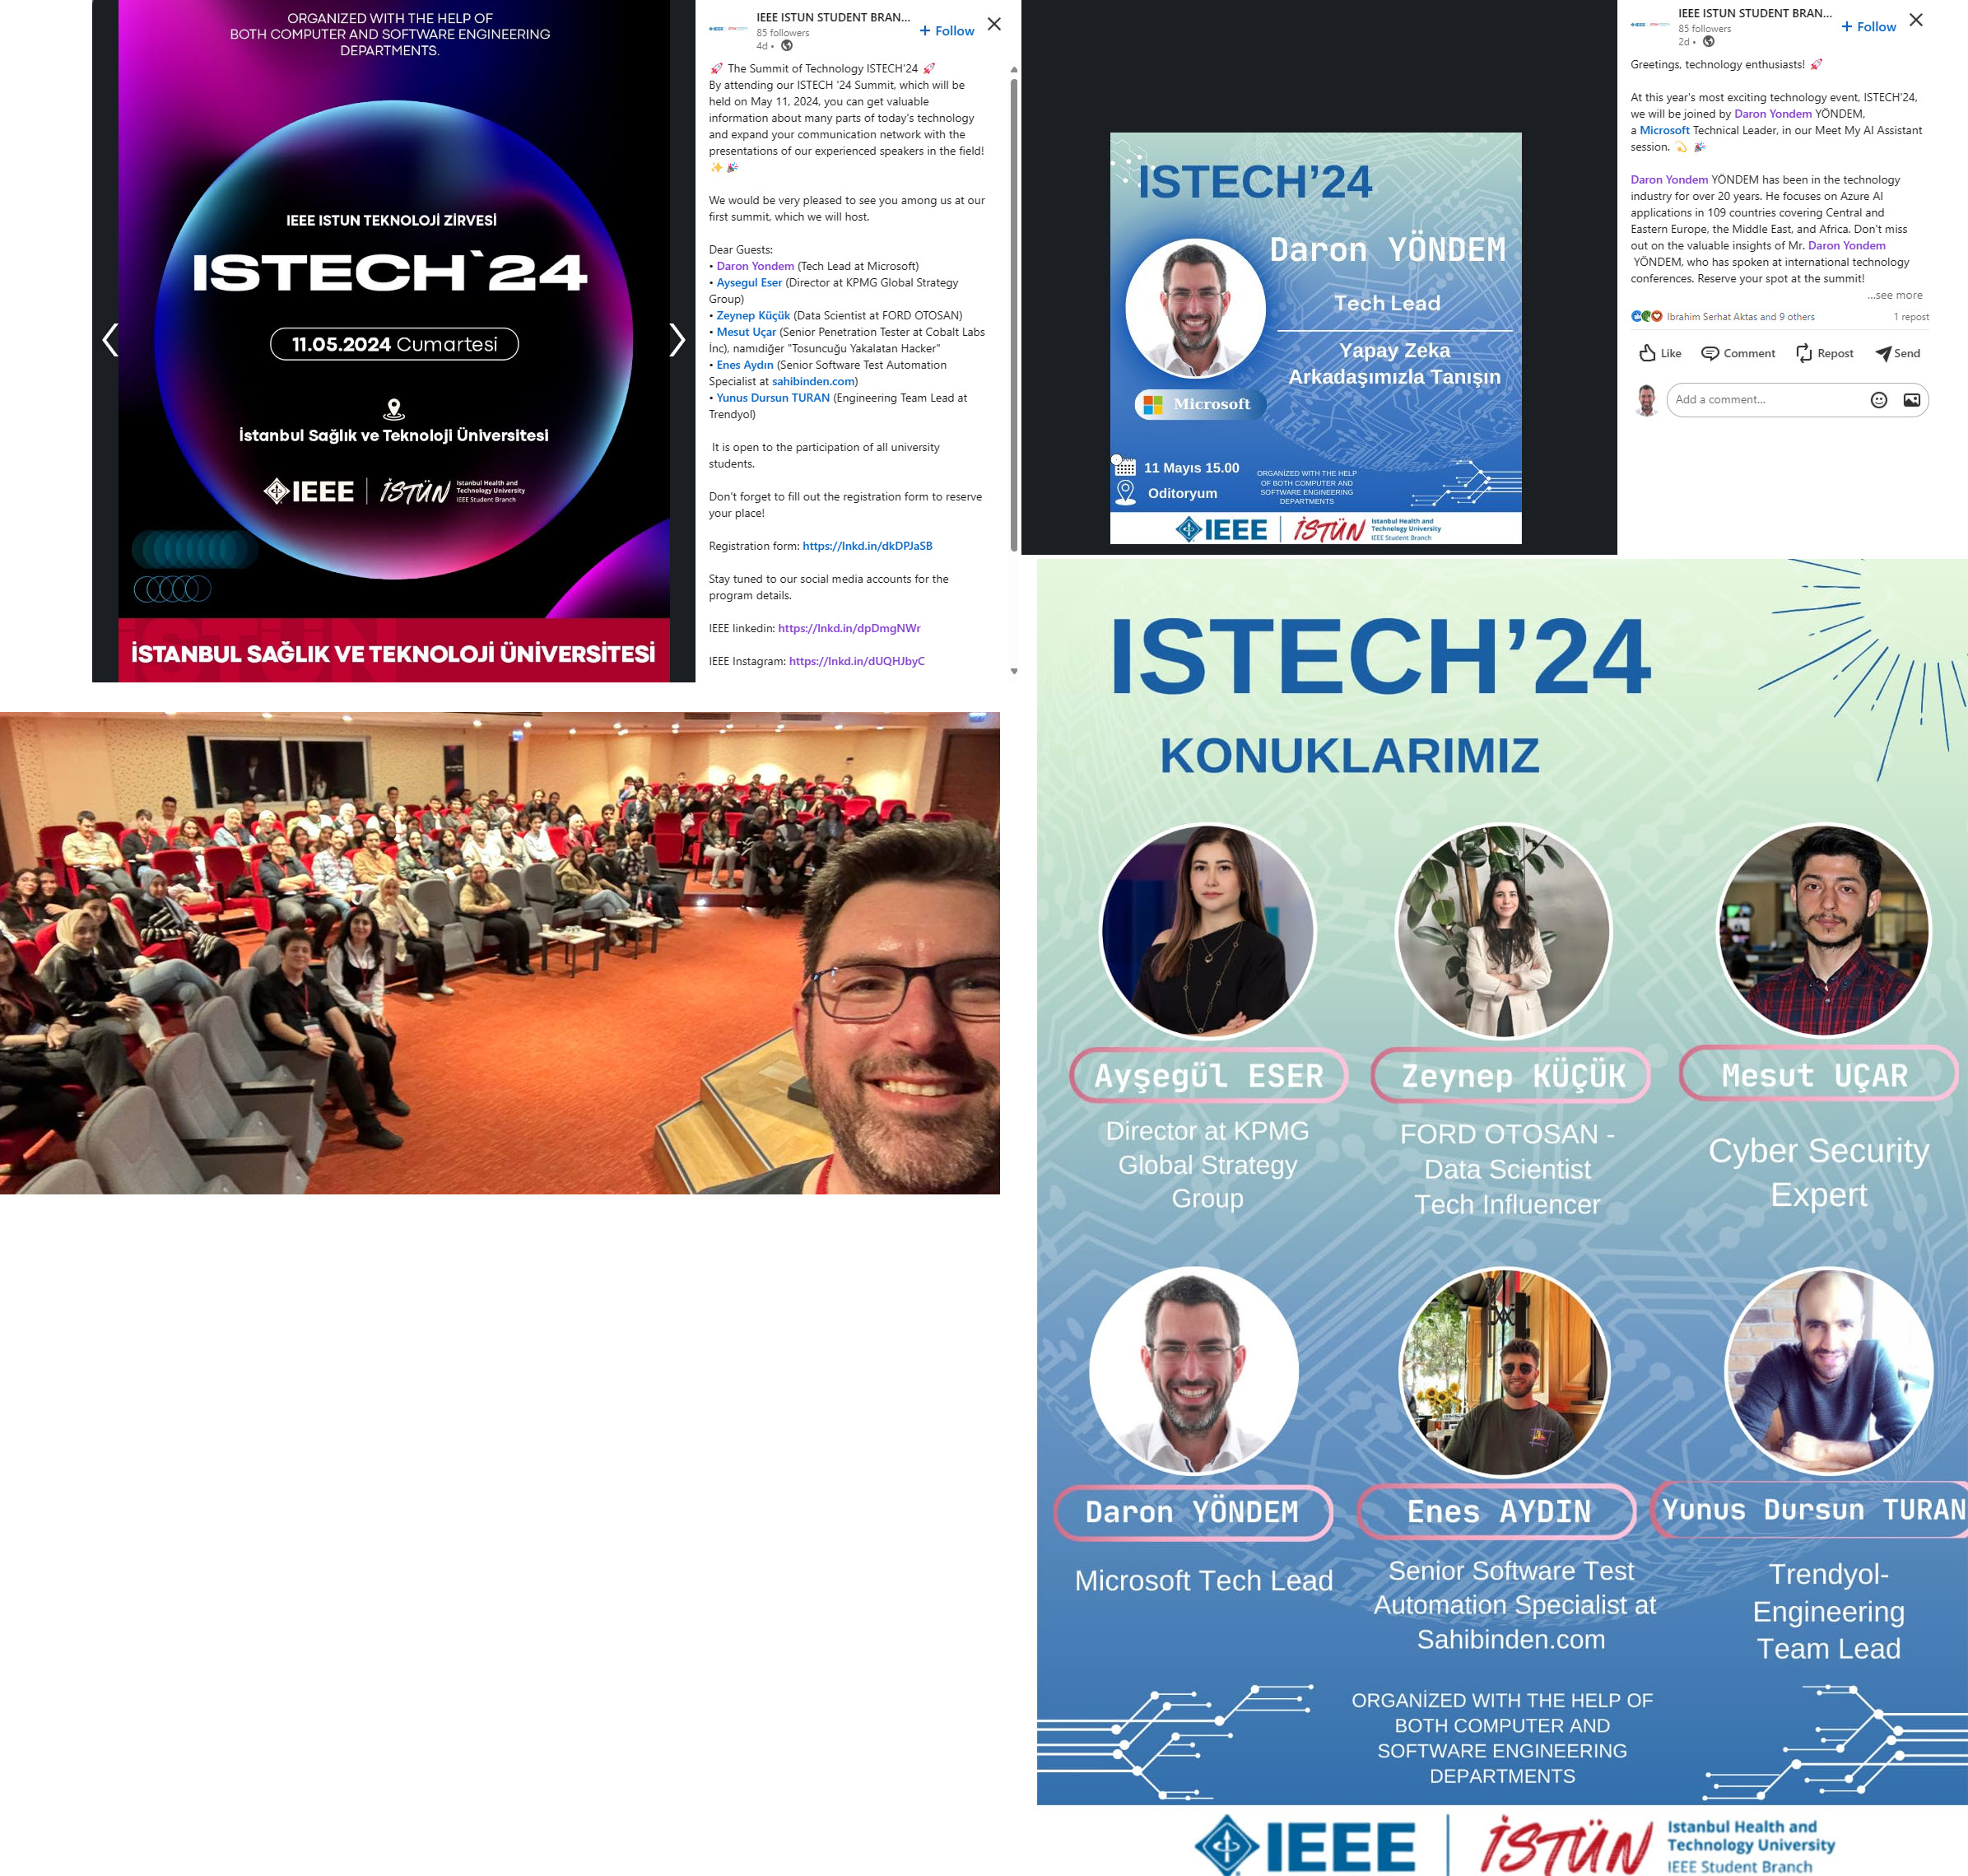 ORGANIZED WITH THE HELP OF
BOTH COMPUTER AND SOFTWARE ENGINEERING
DEPARTMENTS.
IEEE ISTUN TEKNOLOJİ ZİRVESİ
ISTECH`24
11.05.2024 Cumartesi
İstanbul Sağlık ve Teknoloji Üniversitesi
IEEE
İSTÜN
Istanbul Health and
Technology University
IEEE Student Branch
İSTANBUL SAĞLIK VE TEKNOLOJİ ÜNİVERSİTESİ
IEEE ISTUN STUDENT BRAN...
85 followers
4d •
+ Follow
The Summit of Technology ISTECH'24
By attending our ISTECH '24 Summit, which will be
held on May 11, 2024, you can get valuable
information about many parts of today's technology
and expand your communication network with the
presentations of our experienced speakers in the field!
We would be very pleased to see you among us at our
first summit, which we will host.
Dear Guests:
• Daron Yondem (Tech Lead at Microsoft)
• Aysegul Eser (Director at KPMG Global Strategy
Group)
• Zeynep Küçük (Data Scientist at FORD OTOSAN)
• Mesut Uçar (Senior Penetration Tester at Cobalt Labs
İnc), namıdiğer "Tosuncuğu Yakalatan Hacker"
• Enes Aydın (Senior Software Test Automation
Specialist at sahibinden.com)
• Yunus Dursun TURAN (Engineering Team Lead at
Trendyol)
It is open to the participation of all university
students.
Don't forget to fill out the registration form to reserve
your place!
Registration form: https://lnkd.in/dkDPJaSB
Stay tuned to our social media accounts for the
program details.
IEEE linkedin: https://lnkd.in/dpDmgNWr
IEEE Instagram: https://lnkd.in/dUQHJbyC
ISTECH’24
Daron YÖNDEM
Tech Lead
Yapay Zeka
Arkadaşımızla Tanışın
Microsoft
11 Mayıs 15.00
Oditoryum
ORGANİZED WITH THE HELP
OF BOTH COMPUTER AND
SOFTWARE ENGINEERING
DEPARTMENTS
IEEE
İSTÜN
Istanbul Health and
Technology University
IEEE Student Branch
IEEE ISTUN STUDENT BRAN...
85 followers
2d •
+ Follow
Greetings, technology enthusiasts!
At this year's most exciting technology event, ISTECH'24,
we will be joined by Daron Yondem YÖNDEM,
a Microsoft Technical Leader, in our Meet My AI Assistant
session.
Daron Yondem YÖNDEM has been in the technology
industry for over 20 years. He focuses on Azure AI
applications in 109 countries covering Central and
Eastern Europe, the Middle East, and Africa. Don't miss
out on the valuable insights of Mr. Daron Yondem
YÖNDEM, who has spoken at international technology
conferences. Reserve your spot at the summit!
...see more
Ibrahim Serhat Aktas and 9 others
1 repost
Like
Comment
Repost
Send
Add a comment...
ISTECH’24
KONUKLARIMIZ
Ayşegül ESER
Director at KPMG
Global Strategy
Group
Zeynep KÜÇÜK
FORD OTOSAN -
Data Scientist
Tech Influencer
Mesut UÇAR
Cyber Security
Expert
Daron YÖNDEM
Microsoft Tech Lead
Enes AYDIN
Senior Software Test
Automation Specialist at
Sahibinden.com
Yunus Dursun TURAN
Trendyol-
Engineering
Team Lead
ORGANİZED WITH THE HELP OF
BOTH COMPUTER AND
SOFTWARE ENGINEERING
DEPARTMENTS
IEEE
İSTÜN
Istanbul Health and
Technology University
IEEE Student Branch